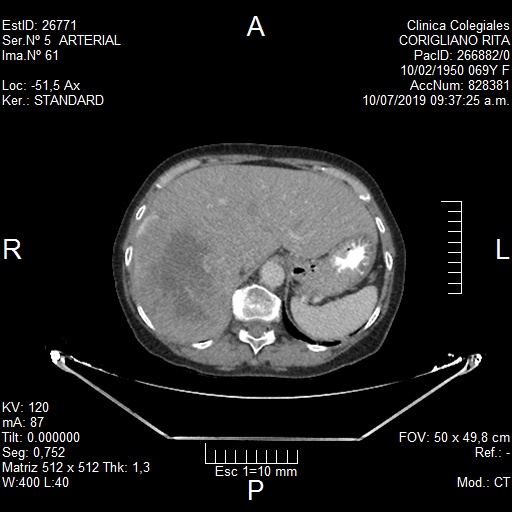 EstID: 26771
Ser.Nº 5 ARTERIAL
Ima.Nº 61
Loc: -51,5 Ax
Ker.: STANDARD
A
Clinica Colegiales
CORIGLIANO RITA
PacID: 266882/0
10/02/1950 069Y F
AccNum: 828381
10/07/2019 09:37:25 a.m.
R
L
KV: 120
mA: 87
Tilt: 0.000000
Seg: 0,752
Matriz 512 x 512 Thk: 1,3
W:400 L:40
Esc 1=10 mm
P
FOV: 50 x 49,8 cm
Ref.: -
Mod.: CT